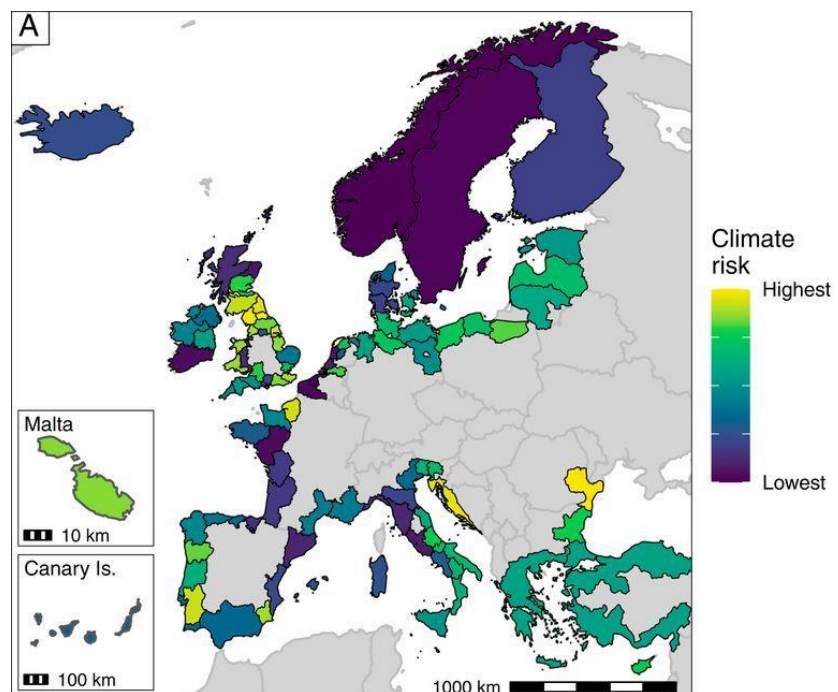 A
Climate
risk
Highest
Lowest
Malta
10 km
Canary Is.
100 km
1000 km